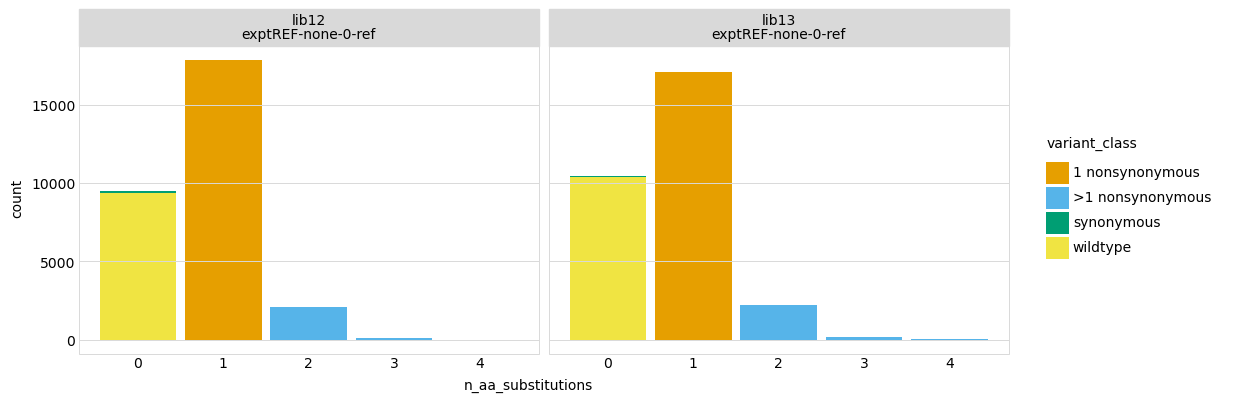 lib12
exptREF-none-0-ref
lib13
exptREF-none-0-ref
count
15000
10000
5000
0
0 1 2 3 4
0 1 2 3 4
n_aa_substitutions
variant_class
1 nonsynonymous
>1 nonsynonymous
synonymous
wildtype